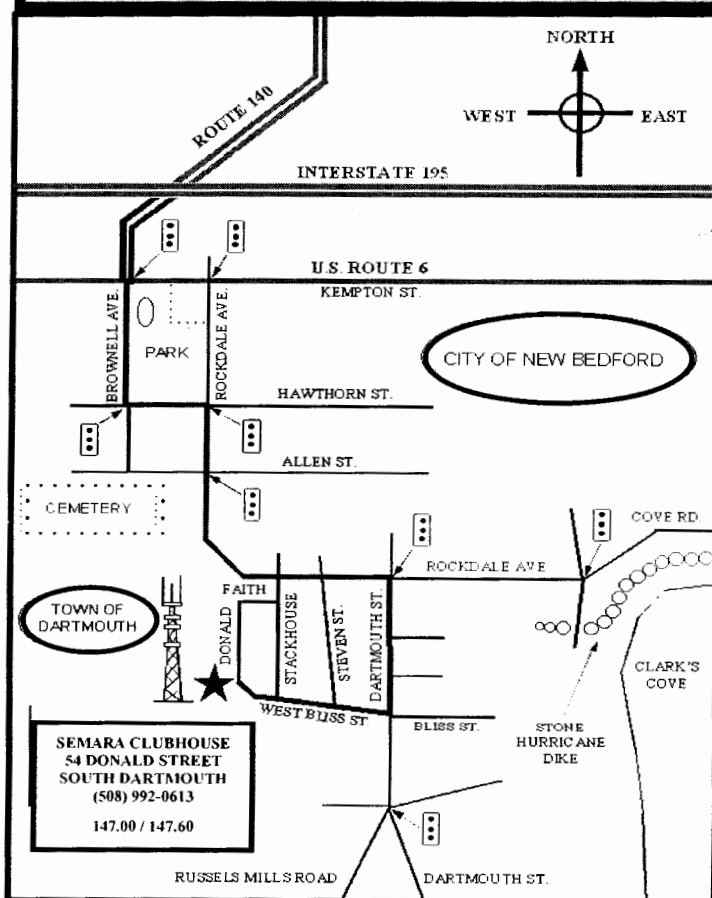 NORTH
WEST
EAST
ROUTE 140
INTERSTATE 195
U.S. ROUTE 6
KEMPTON ST.
BROWNELL AVE.
PARK
ROCKDALE AVE.
CITY OF NEW BEDFORD
HAWTHORN ST.
ALLEN ST.
CEMETERY
COVE RD.
ROCKDALE AVE
FAITH
TOWN OF
DARTMOUTH
DONALD
STACKHOUSE
STEVEN ST.
DARTMOUTH ST.
CLARK'S
COVE
WEST BLISS ST.
BLISS ST.
STONE
HURRICANE
DIKE
SEMARA CLUBHOUSE
54 DONALD STREET
SOUTH DARTMOUTH
(508) 992-0613
147.00 / 147.60
RUSSELS MILLS ROAD
DARTMOUTH ST.